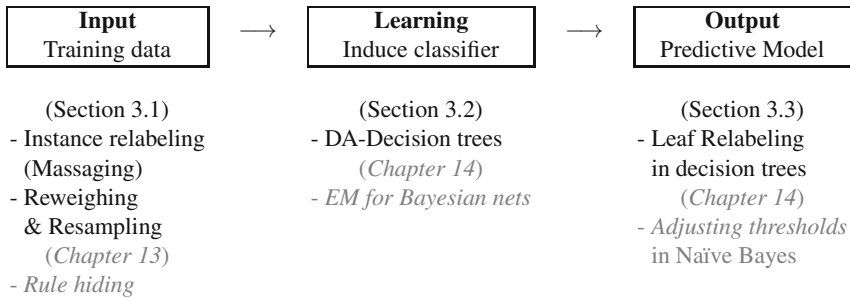 Input
Training data
→
Learning
Induce classifier
→
Output
Predictive Model
(Section 3.1)
- Instance relabeling
(Massaging)
- Reweighing
& Resampling
(Chapter 13)
- Rule hiding
(Section 3.2)
- DA-Decision trees
(Chapter 14)
- EM for Bayesian nets
(Section 3.3)
- Leaf Relabeling
in decision trees
(Chapter 14)
- Adjusting thresholds
in Naïve Bayes